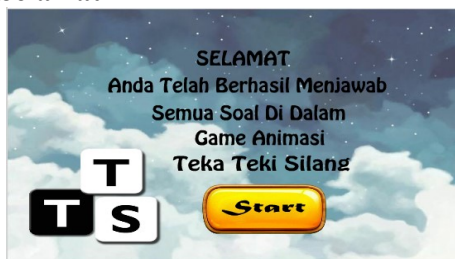 SELAMAT
Anda Telah Berhasil Menjawab
Semua Soal Di Dalam
Game Animasi
Teka Teki Silang
T
T S
Start